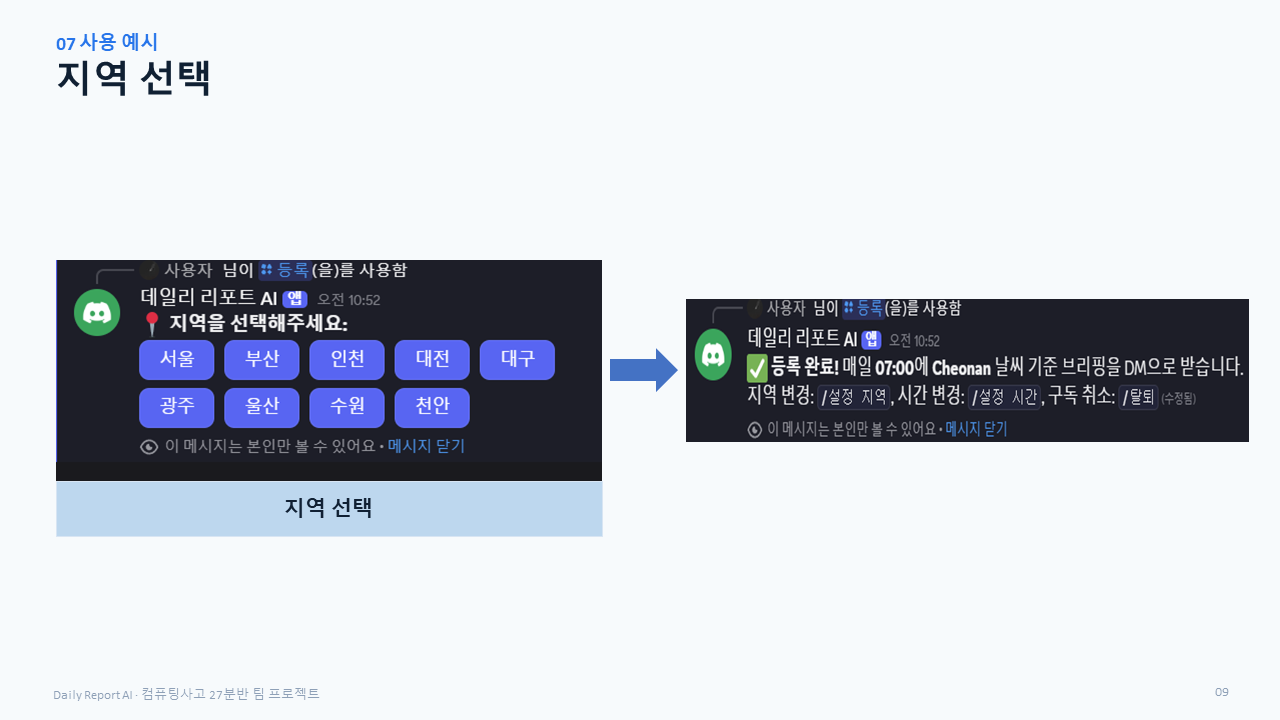 07 사용 예시
지역 선택
사용자 님이 등록(을)를 사용함
데일리 리포트 AI 앱 오전 10:52
지역을 선택해주세요:
서울 부산 인천 대전 대구
광주 울산 수원 천안
이 메시지는 본인만 볼 수 있어요 • 메시지 닫기
지역 선택
사용자 님이 등록(을)를 사용함
데일리 리포트 AI 앱 오전 10:52
등록 완료! 매일 07:00에 Cheonan 날씨 기준 브리핑을 DM으로 받습니다.
지역 변경: /설정 지역, 시간 변경: /설정 시간, 구독 취소: /탈퇴 (수정됨)
이 메시지는 본인만 볼 수 있어요 • 메시지 닫기
Daily Report AI · 컴퓨팅사고 27분반 팀 프로젝트
09